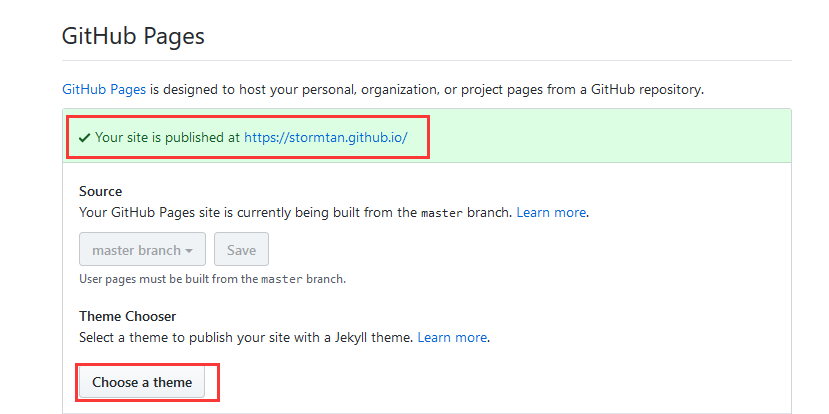 GitHub Pages
GitHub Pages is designed to host your personal, organization, or project pages from a GitHub repository.
Your site is published at https://stormtan.github.io/
Source
Your GitHub Pages site is currently being built from the master branch. Learn more.
master branch
Save
User pages must be built from the master branch.
Theme Chooser
Select a theme to publish your site with a Jekyll theme. Learn more.
Choose a theme